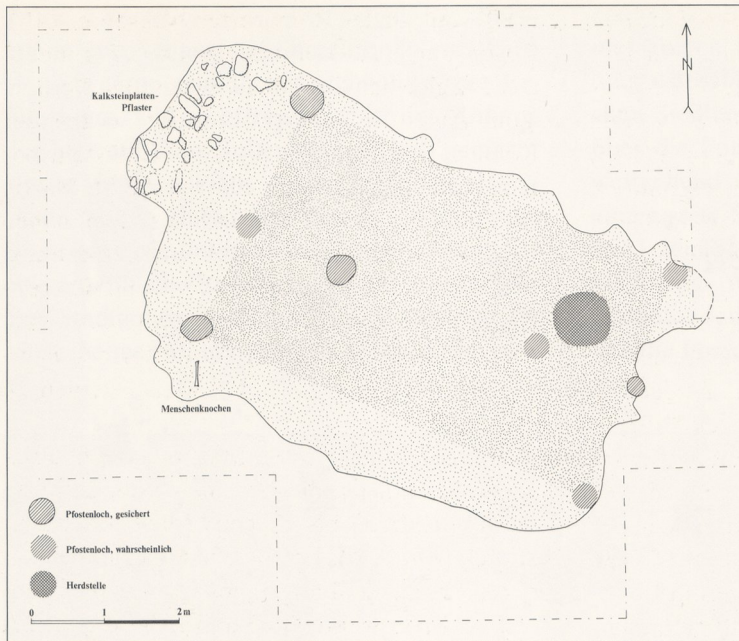 N
Kalksteinplatten-
Pflaster
Menschenknochen
Pfostenloch, gesichert
Pfostenloch, wahrscheinlich
Herdstelle
0 1 2 m